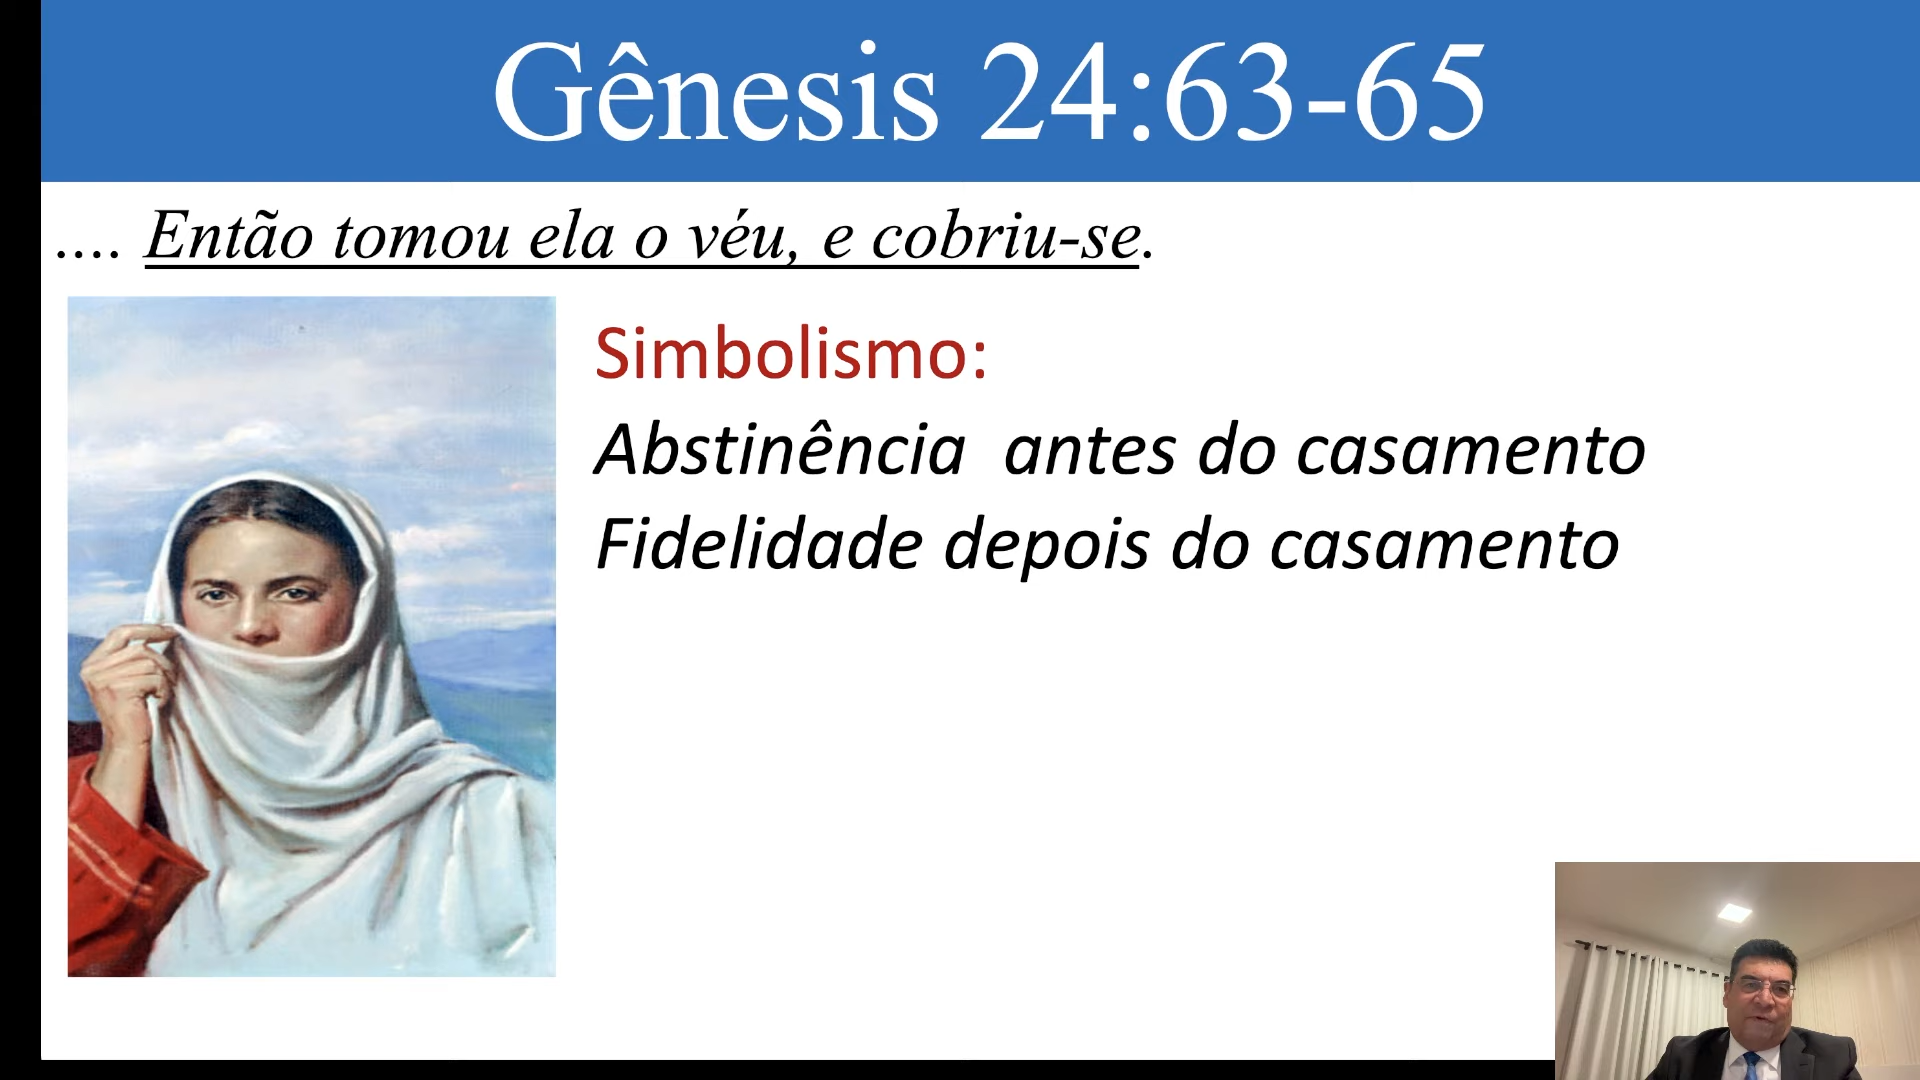 Gênesis 24:63-65
.... Então tomou ela o véu, e cobriu-se.
Simbolismo:
Abstinência antes do casamento
Fidelidade depois do casamento